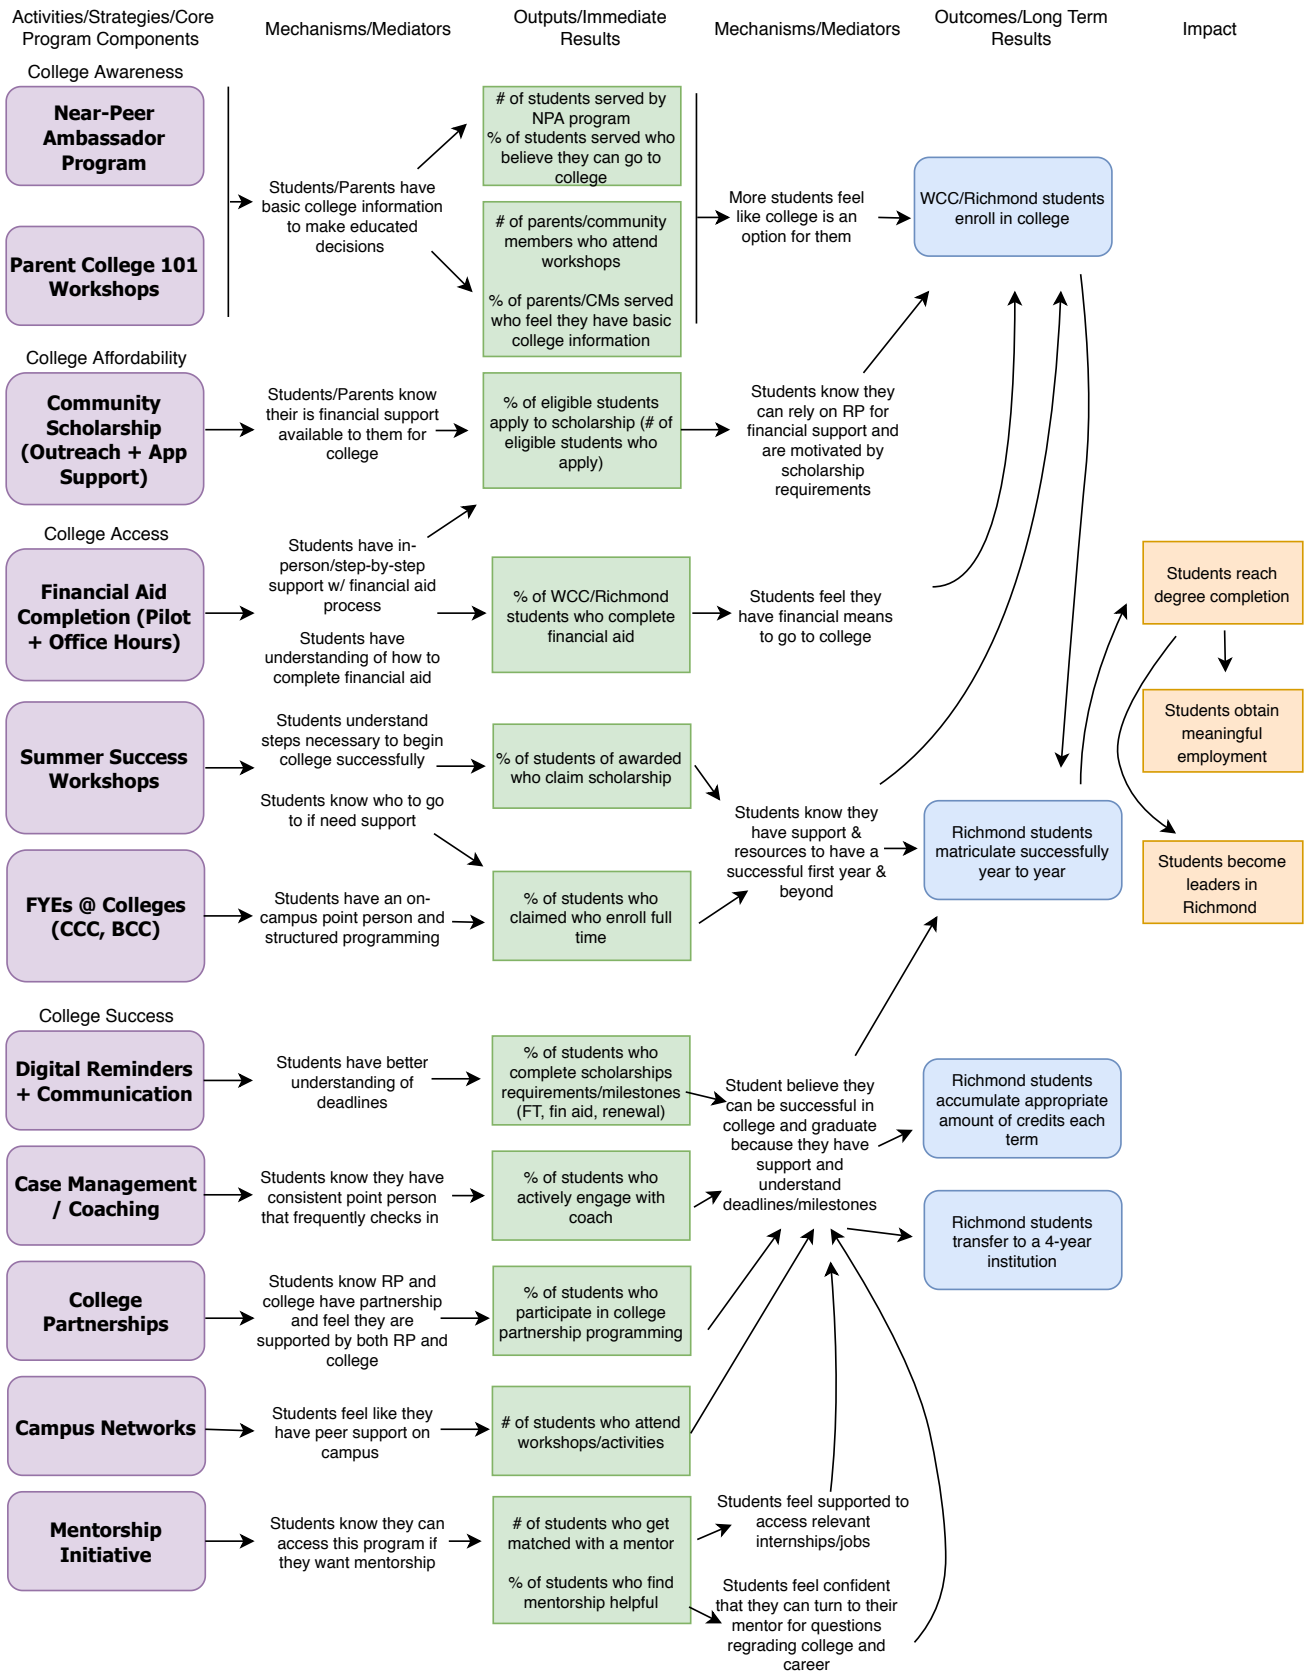 Activities/Strategies/Core
Program Components
Mechanisms/Mediators
Outputs/Immediate
Results
Mechanisms/Mediators
Outcomes/Long Term
Results
Impact
College Awareness
Near-Peer
Ambassador
Program
Parent College 101
Workshops
Students/Parents have
basic college information
to make educated
decisions
# of students served by
NPA program
% of students served who
believe they can go to
college
# of parents/community
members who attend
workshops
% of parents/CMs served
who feel they have basic
college information
More students feel
like college is an
option for them
WCC/Richmond students
enroll in college
College Affordability
Community
Scholarship
(Outreach + App
Support)
Students/Parents know
their is financial support
available to them for
college
% of eligible students
apply to scholarship (# of
eligible students who
apply)
Students know they
can rely on RP for
financial support and
are motivated by
scholarship
requirements
College Access
Financial Aid
Completion (Pilot
+ Office Hours)
Students have in-
person/step-by-step
support w/ financial aid
process
Students have
understanding of how to
complete financial aid
% of WCC/Richmond
students who complete
financial aid
Students feel they
have financial means
to go to college
Students reach
degree completion
Summer Success
Workshops
Students understand
steps necessary to begin
college successfully
Students know who to go
to if need support
% of students of awarded
who claim scholarship
Students obtain
meaningful
employment
FYEs @ Colleges
(CCC, BCC)
Students have an on-
campus point person and
structured programming
% of students who
claimed who enroll full
time
Students know they
have support &
resources to have a
successful first year &
beyond
Richmond students
matriculate successfully
year to year
Students become
leaders in
Richmond
College Success
Digital Reminders
+ Communication
Students have better
understanding of
deadlines
% of students who
complete scholarships
requirements/milestones
(FT, fin aid, renewal)
Student believe they
can be successful in
college and graduate
because they have
support and
understand
deadlines/milestones
Richmond students
accumulate appropriate
amount of credits each
term
Case Management
/ Coaching
Students know they have
consistent point person
that frequently checks in
% of students who
actively engage with
coach
Richmond students
transfer to a 4-year
institution
College
Partnerships
Students know RP and
college have partnership
and feel they are
supported by both RP and
college
% of students who
participate in college
partnership programming
Campus Networks
Students feel like they
have peer support on
campus
# of students who attend
workshops/activities
Mentorship
Initiative
Students know they can
access this program if
they want mentorship
# of students who get
matched with a mentor
% of students who find
mentorship helpful
Students feel supported to
access relevant
internships/jobs
Students feel confident
that they can turn to their
mentor for questions
regrading college and
career